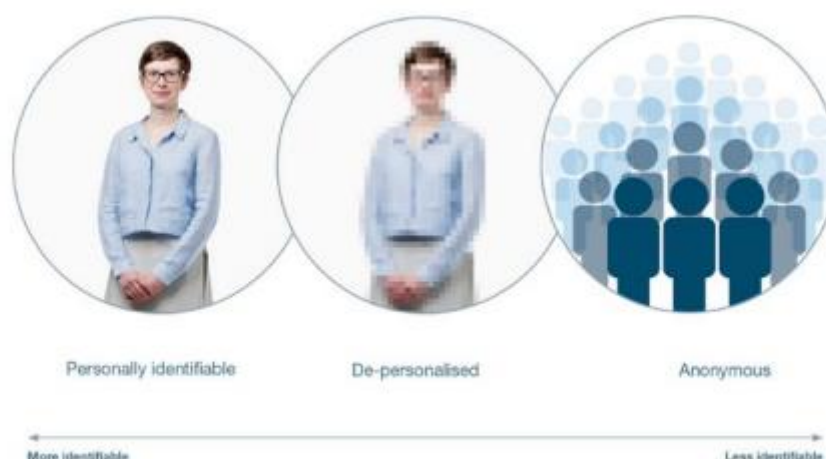 Personally identifiable
De-personalised
Anonymous
More identifiable
Less identifiable